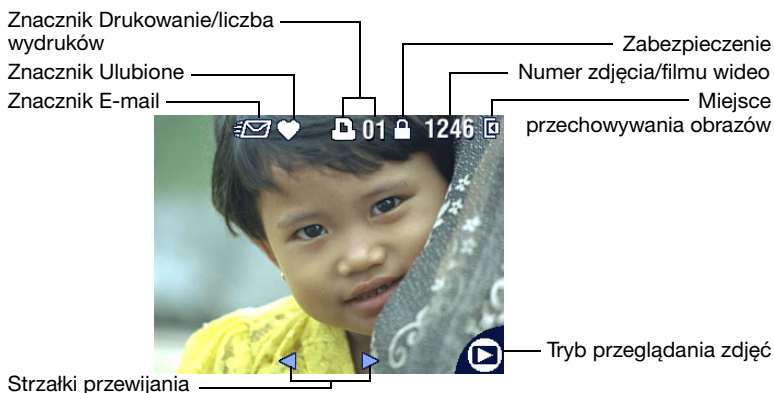 Znacznik Drukowanie/liczba
wydruków
Znacznik Ulubione
Znacznik E-mail
Zabezpieczenie
Numer zdjęcia/filmu wideo
Miejsce
przechowywania obrazów
01 1246
Tryb przeglądania zdjęć
Strzałki przewijania